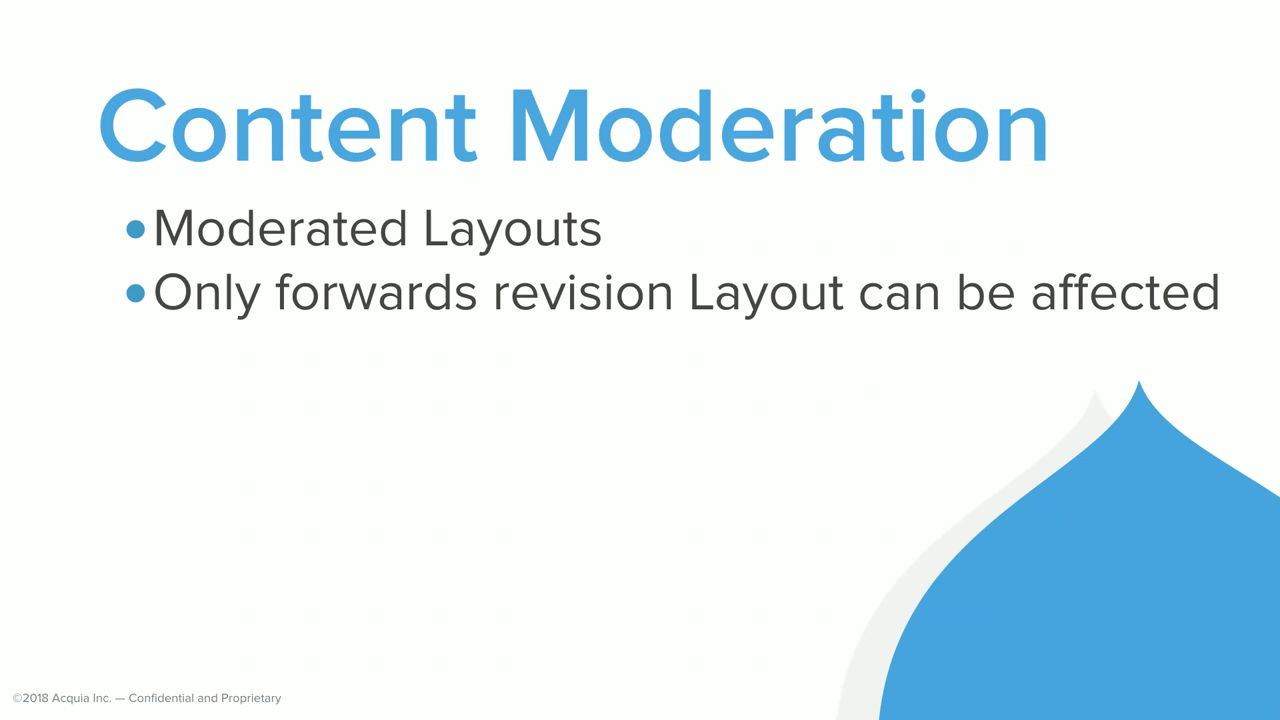 Content Moderation
•Moderated Layouts
•Only forwards revision Layout can be affected
©2018 Acquia Inc. — Confidential and Proprietary